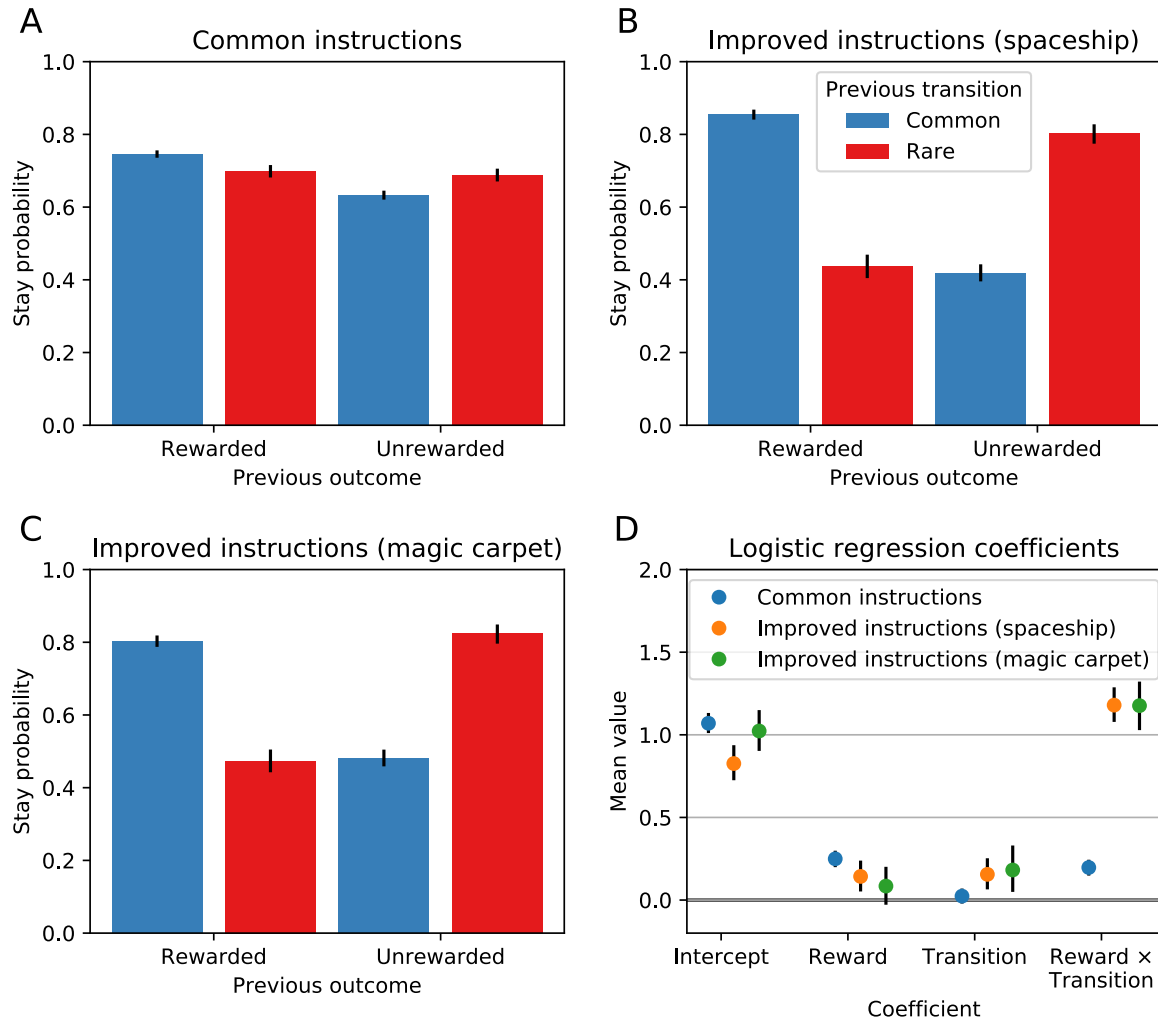 A
Common instructions
1.0
0.8
0.6
0.4
0.2
0.0
Stay probability
Rewarded
Unrewarded
Previous outcome
B
Improved instructions (spaceship)
1.0
0.8
0.6
0.4
0.2
0.0
Stay probability
Previous transition
Common
Rare
Rewarded
Unrewarded
Previous outcome
C
Improved instructions (magic carpet)
1.0
0.8
0.6
0.4
0.2
0.0
Stay probability
Rewarded
Unrewarded
Previous outcome
D
Logistic regression coefficients
2.0
1.5
1.0
0.5
0.0
Mean value
Common instructions
Improved instructions (spaceship)
Improved instructions (magic carpet)
Intercept
Reward
Transition
Reward ×
Transition
Coefficient